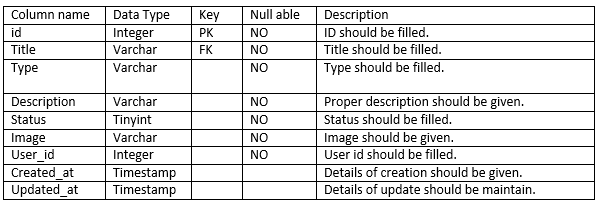 Column name Data Type Key Null able Description
id Integer PK NO ID should be filled.
Title Varchar FK NO Title should be filled.
Type Varchar NO Type should be filled.
Description Varchar NO Proper description should be given.
Status Tinyint NO Status should be filled.
Image Varchar NO Image should be given.
User_id Integer NO User id should be filled.
Created_at Timestamp Details of creation should be given.
Updated_at Timestamp Details of update should be maintain.